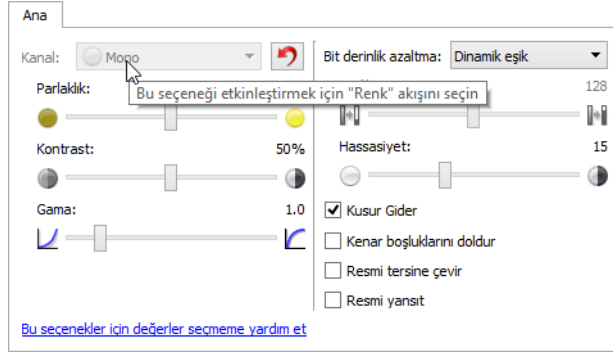 Ana
Kanal:
Mono
Bit derinlik azaltma:
Dinamik eşik
Bu seçeneği etkinleştirmek için "Renk" akışını seçin
Parlaklık:
128
Kontrast:
50%
Hassasiyet:
15
Gama:
1.0
Kusur Gider
Kenar boşluklarını doldur
Resmi tersine çevir
Resmi yansıt
Bu seçenekler için değerler seçmeme yardım et